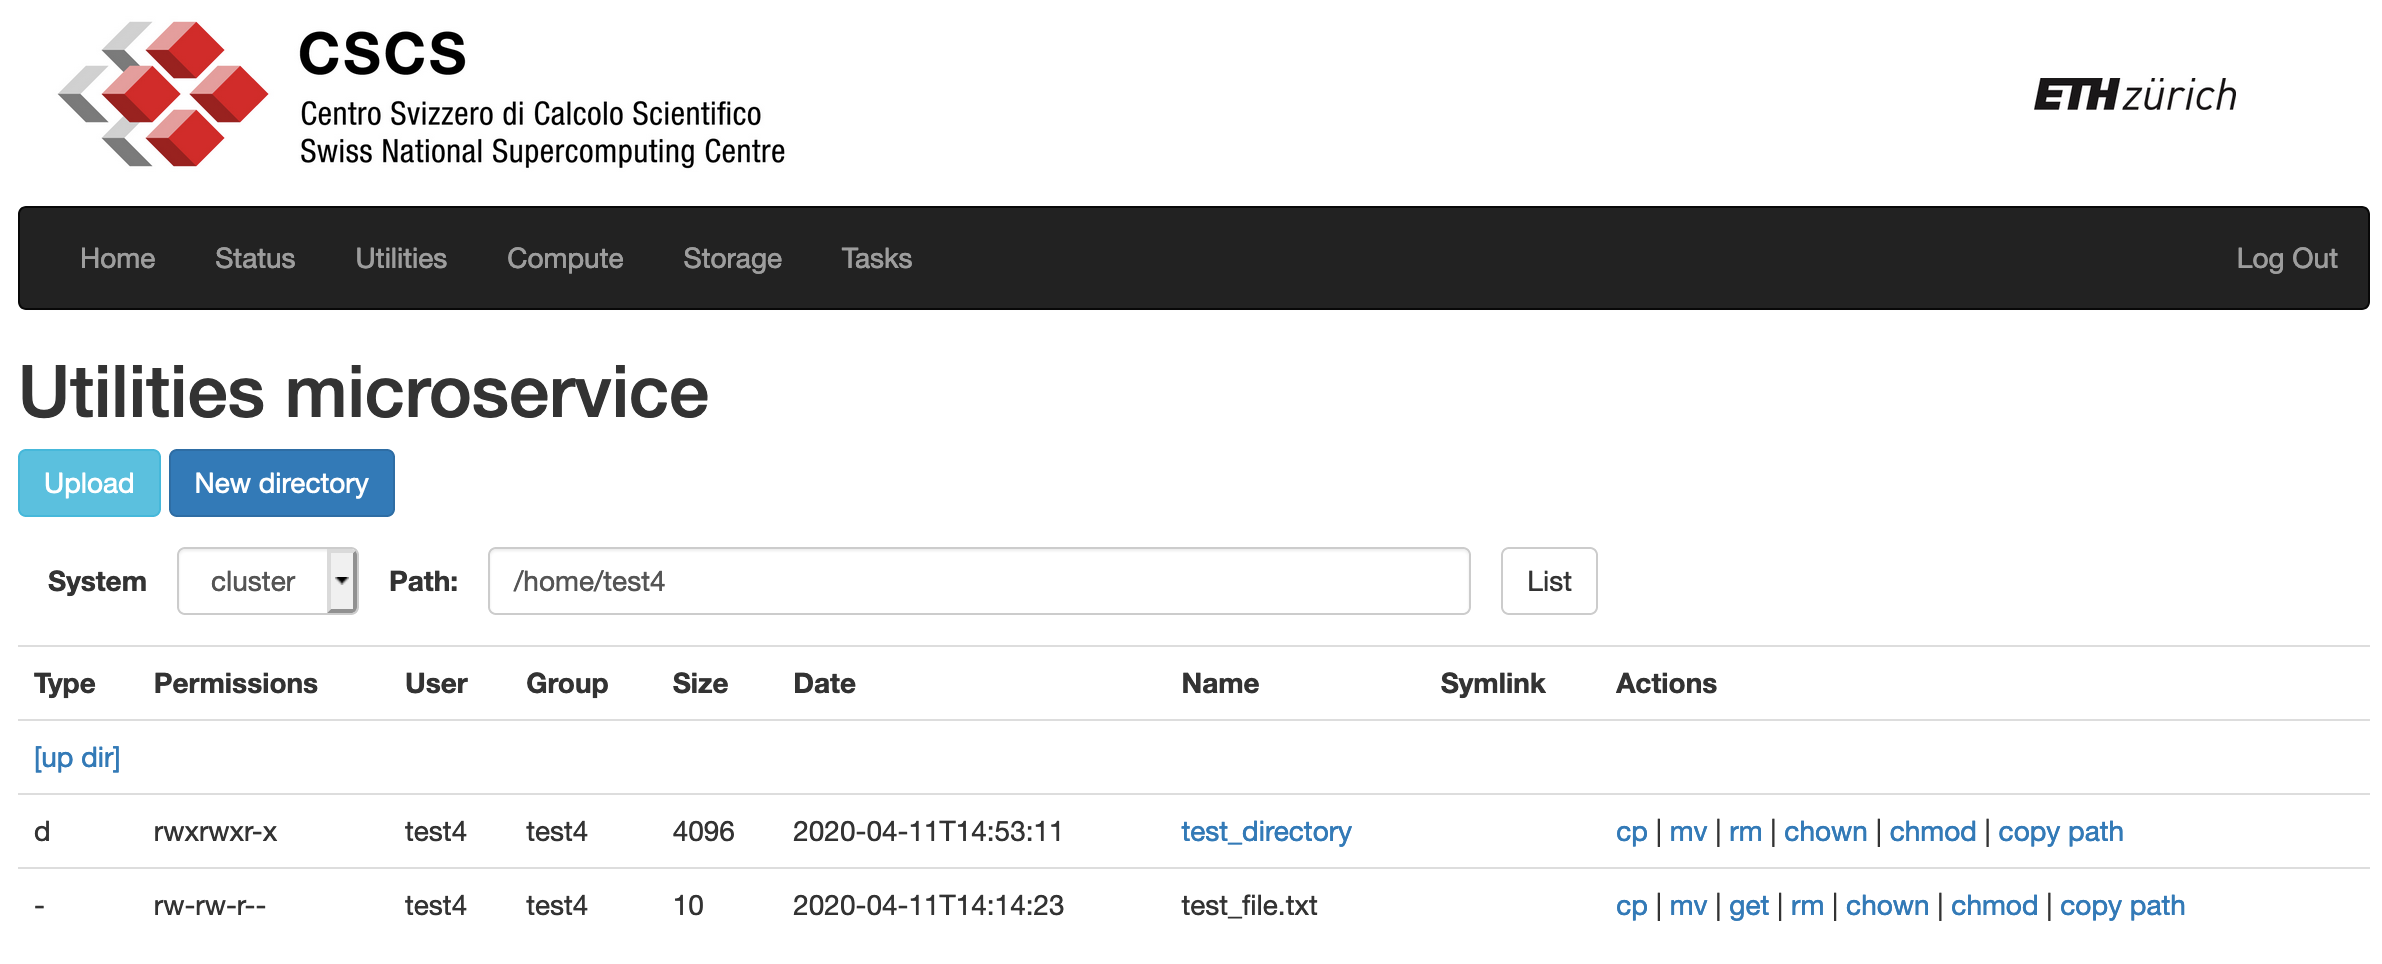 CSCS
Centro Svizzero di Calcolo Scientifico
Swiss National Supercomputing Centre
ETH zürich
Home Status Utilities Compute Storage Tasks Log Out
Utilities microservice
Upload New directory
System cluster Path: /home/test4 List
Type Permissions User Group Size Date Name Symlink Actions
[up dir]
d rwxrwxr-x test4 test4 4096 2020-04-11T14:53:11 test_directory cp | mv | rm | chown | chmod | copy path
- rw-rw-r-- test4 test4 10 2020-04-11T14:14:23 test_file.txt cp | mv | get | rm | chown | chmod | copy path